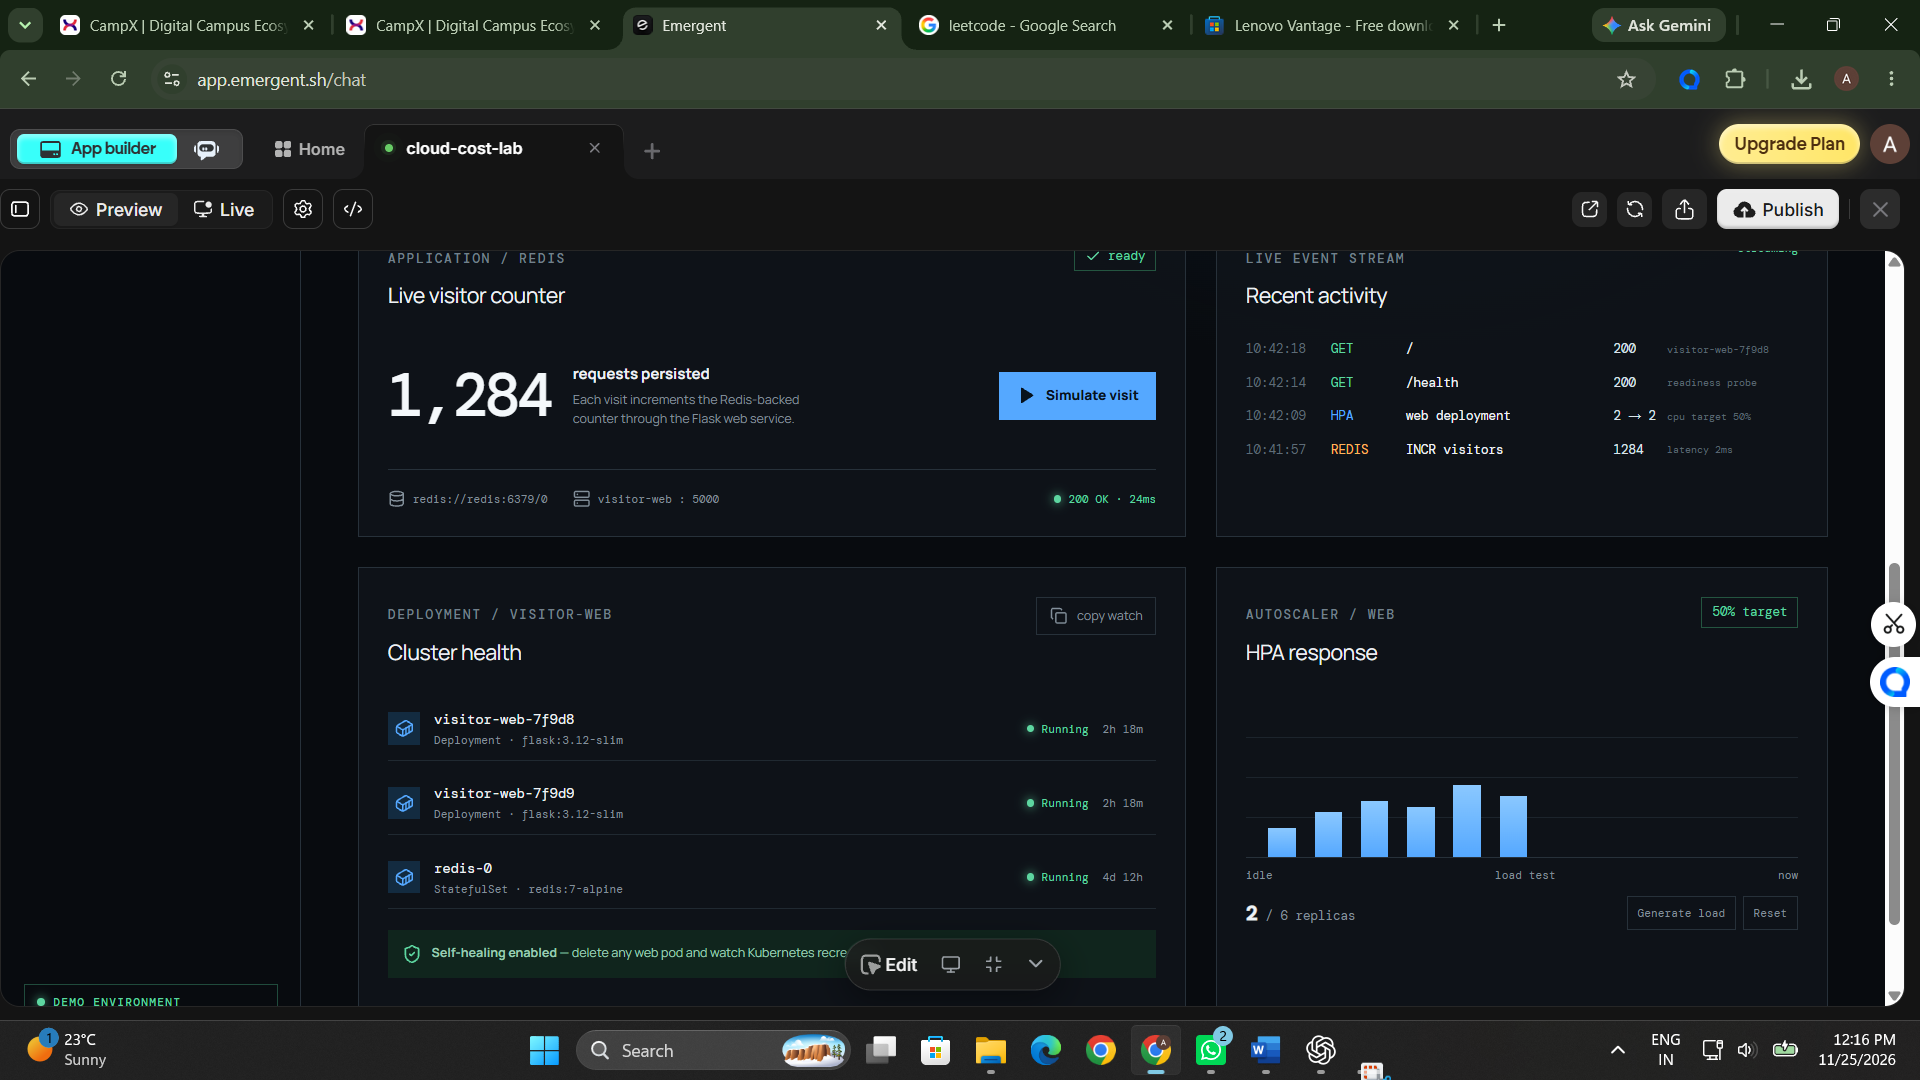 CampX | Digital Campus Ecosy
CampX | Digital Campus Ecosy
Emergent
leetcode - Google Search
Lenovo Vantage - Free downl
Ask Gemini
app.emergent.sh/chat
A
App builder
Home
cloud-cost-lab
Upgrade Plan
A
Preview
Live
Publish
APPLICATION / REDIS
ready
Live visitor counter
1,284
requests persisted
Each visit increments the Redis-backed
counter through the Flask web service.
Simulate visit
redis://redis:6379/0
visitor-web : 5000
200 OK · 24ms
LIVE EVENT STREAM
streaming
Recent activity
10:42:18 GET / 200 visitor-web-7f9d8
10:42:14 GET /health 200 readiness probe
10:42:09 HPA web deployment 2 → 2 cpu target 50%
10:41:57 REDIS INCR visitors 1284 latency 2ms
DEPLOYMENT / VISITOR-WEB
copy watch
Cluster health
visitor-web-7f9d8
Deployment · flask:3.12-slim
Running 2h 18m
visitor-web-7f9d9
Deployment · flask:3.12-slim
Running 2h 18m
redis-0
StatefulSet · redis:7-alpine
Running 4d 12h
Self-healing enabled — delete any web pod and watch Kubernetes recre
AUTOSCALER / WEB
50% target
HPA response
idle
load test
now
2 / 6 replicas
Generate load
Reset
DEMO ENVIRONMENT
Edit
1
23°C
Sunny
Search
A
2
W
ENG
IN
12:16 PM
11/25/2026